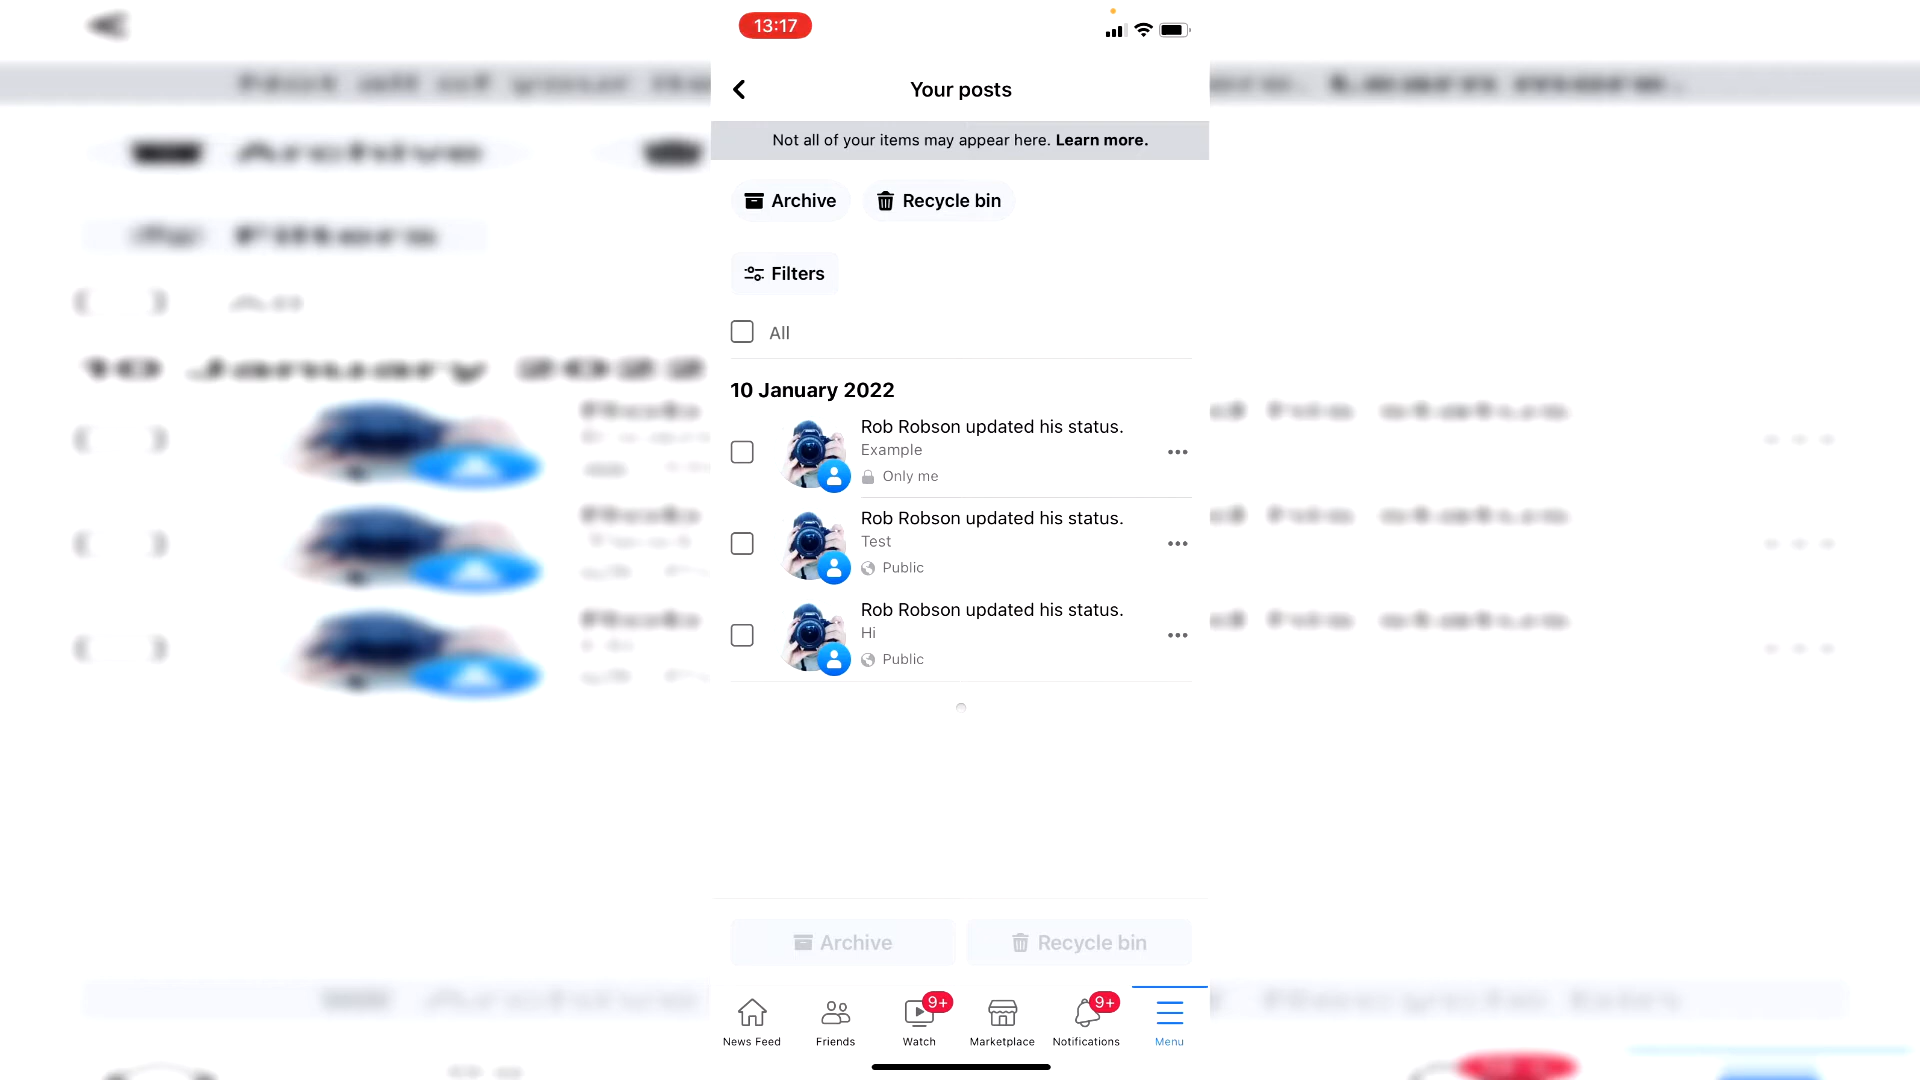 13:17
Your posts
Not all of your items may appear here. Learn more.
Archive
Recycle bin
Filters
All
10 January 2022
Rob Robson updated his status.
Example
Only me
Rob Robson updated his status.
Test
Public
Rob Robson updated his status.
Hi
Public
Archive
Recycle bin
9+
9+
News Feed
Friends
Watch
Marketplace
Notifications
Menu